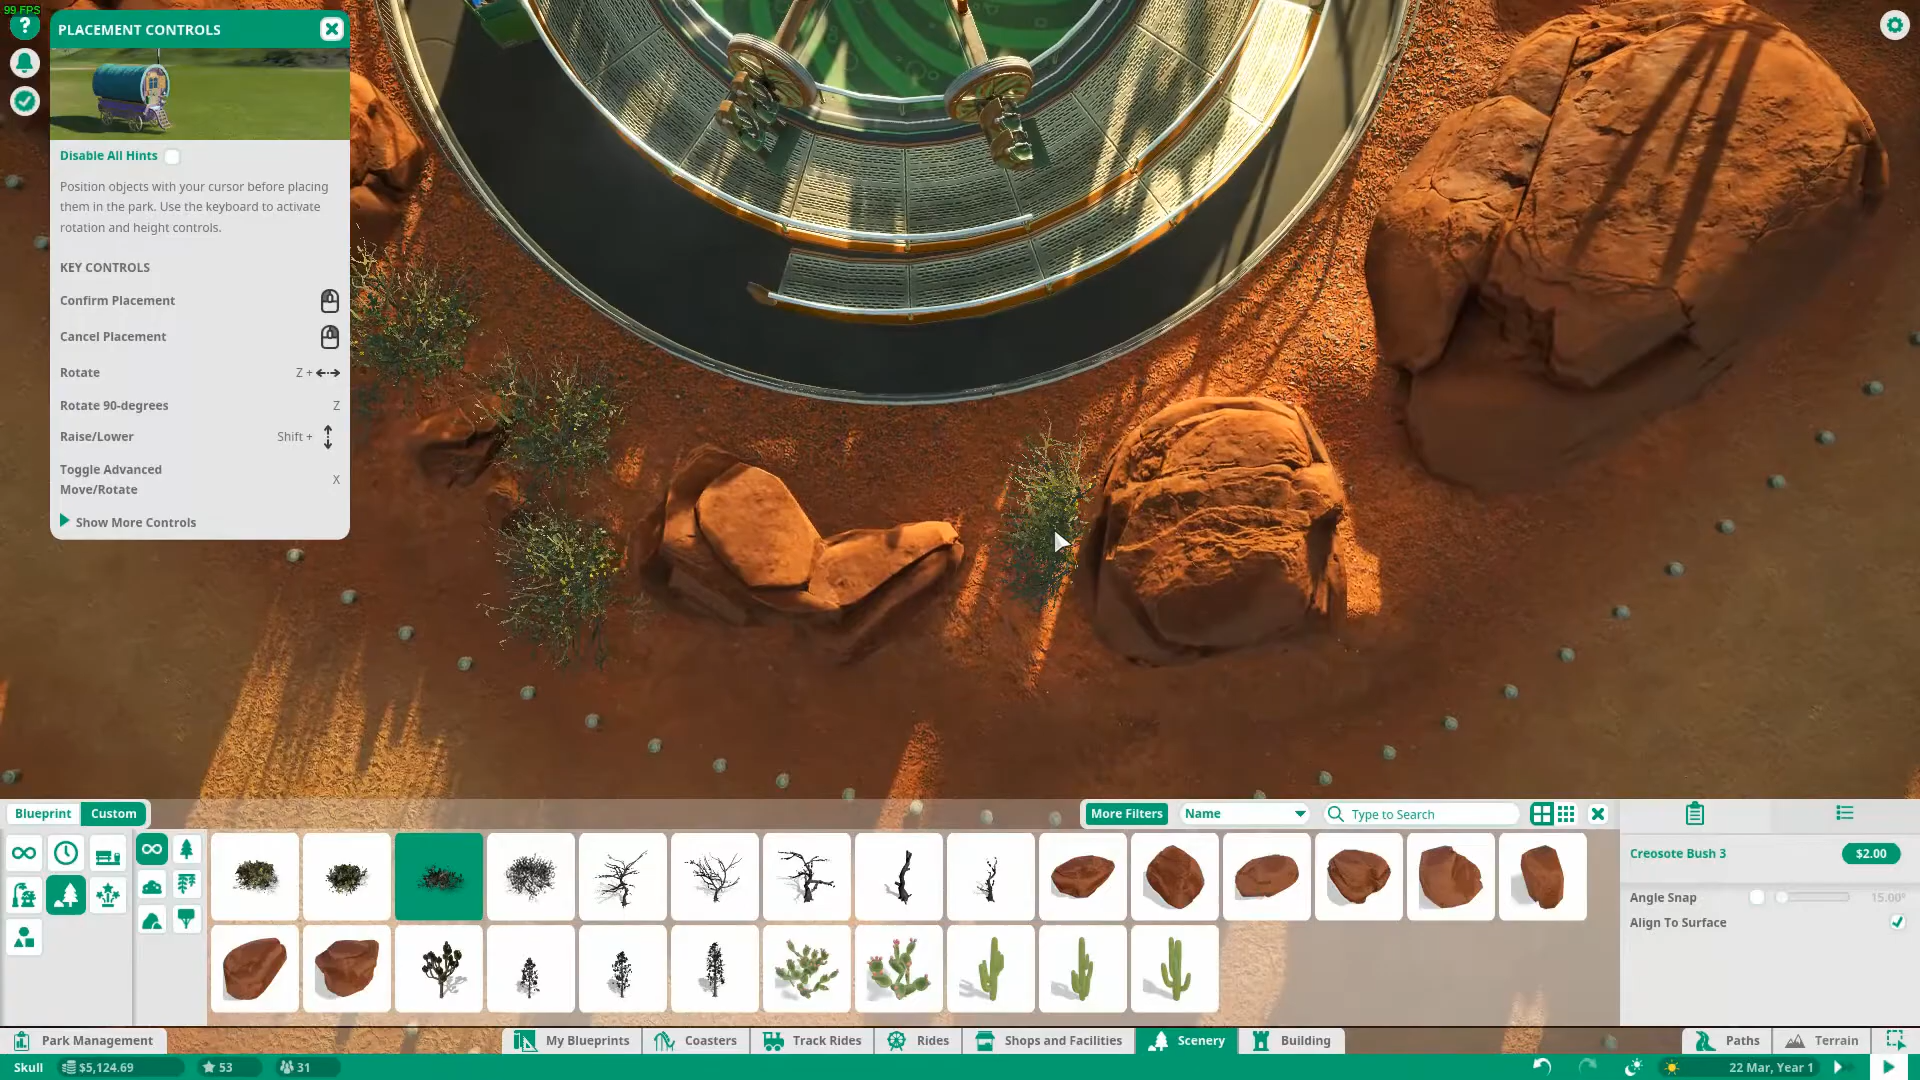 99 FPS
?
PLACEMENT CONTROLS
Disable All Hints
Position objects with your cursor before placing
them in the park. Use the keyboard to activate
rotation and height controls.
KEY CONTROLS
Confirm Placement
Cancel Placement
Rotate Z +
Rotate 90-degrees Z
Raise/Lower Shift +
Toggle Advanced
Move/Rotate X
Show More Controls
Blueprint Custom
More Filters Name Type to Search
Creosote Bush 3 $2.00
Angle Snap 15.00°
Align To Surface
Park Management My Blueprints Coasters Track Rides Rides Shops and Facilities Scenery Building Paths Terrain
Skull $5,124.69 53 31 22 Mar, Year 1